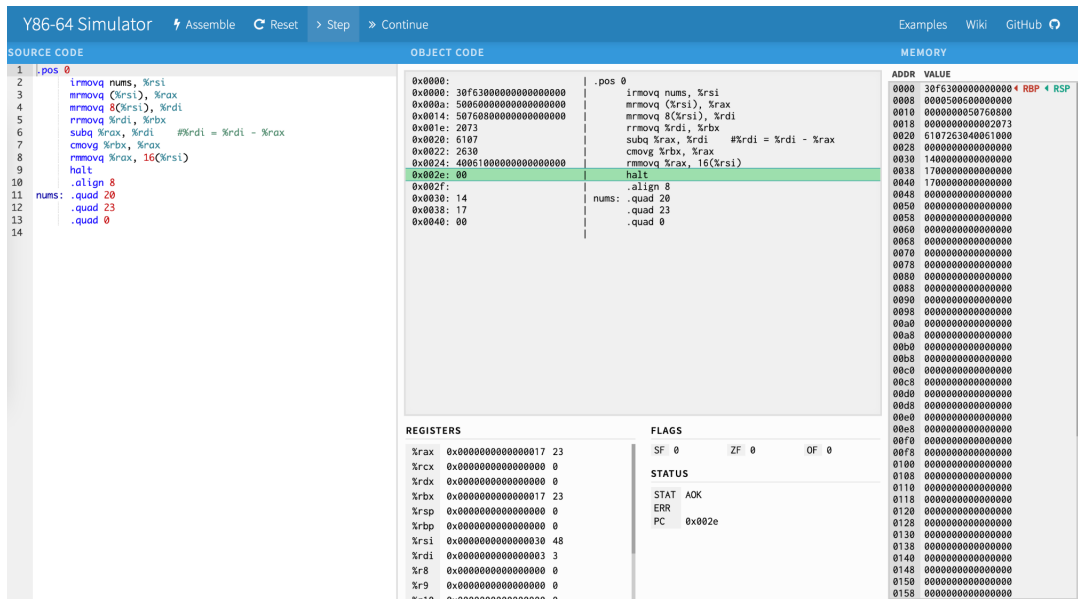 Y86-64 Simulator Assemble Reset Step Continue Examples Wiki GitHub
SOURCE CODE
1 .pos 0
2 irmovq nums, %rsi
3 mrmovq (%rsi), %rax
4 mrmovq 8(%rsi), %rdi
5 rrmovq %rdi, %rbx
6 subq %rax, %rdi #%rdi = %rdi - %rax
7 cmovg %rbx, %rax
8 rmmovq %rax, 16(%rsi)
9 halt
10 .align 8
11 nums: .quad 20
12 .quad 23
13 .quad 0
14
OBJECT CODE
0x0000: | .pos 0
0x0000: 30f63000000000000000 | irmovq nums, %rsi
0x000a: 50060000000000000000 | mrmovq (%rsi), %rax
0x0014: 50760800000000000000 | mrmovq 8(%rsi), %rdi
0x001e: 2073 | rrmovq %rdi, %rbx
0x0020: 6107 | subq %rax, %rdi #%rdi = %rdi - %rax
0x0022: 2630 | cmovg %rbx, %rax
0x0024: 40061000000000000000 | rmmovq %rax, 16(%rsi)
0x002e: 00 | halt
0x002f: | .align 8
0x0030: 14 | nums: .quad 20
0x0038: 17 | .quad 23
0x0040: 00 | .quad 0
|
REGISTERS
%rax 0x0000000000000017 23
%rcx 0x0000000000000000 0
%rdx 0x0000000000000000 0
%rbx 0x0000000000000017 23
%rsp 0x0000000000000000 0
%rbp 0x0000000000000000 0
%rsi 0x0000000000000030 48
%rdi 0x0000000000000003 3
%r8 0x0000000000000000 0
%r9 0x0000000000000000 0
FLAGS
SF 0 ZF 0 OF 0
STATUS
STAT AOK
ERR
PC 0x002e
MEMORY
ADDR VALUE
0000 30f6300000000000 RBP RSP
0008 0000500600000000
0010 0000000050760800
0018 0000000000002073
0020 6107263040061000
0028 0000000000000000
0030 1400000000000000
0038 1700000000000000
0040 1700000000000000
0048 0000000000000000
0050 0000000000000000
0058 0000000000000000
0060 0000000000000000
0068 0000000000000000
0070 0000000000000000
0078 0000000000000000
0080 0000000000000000
0088 0000000000000000
0090 0000000000000000
0098 0000000000000000
00a0 0000000000000000
00a8 0000000000000000
00b0 0000000000000000
00b8 0000000000000000
00c0 0000000000000000
00c8 0000000000000000
00d0 0000000000000000
00d8 0000000000000000
00e0 0000000000000000
00e8 0000000000000000
00f0 0000000000000000
00f8 0000000000000000
0100 0000000000000000
0108 0000000000000000
0110 0000000000000000
0118 0000000000000000
0120 0000000000000000
0128 0000000000000000
0130 0000000000000000
0138 0000000000000000
0140 0000000000000000
0148 0000000000000000
0150 0000000000000000
0158 0000000000000000